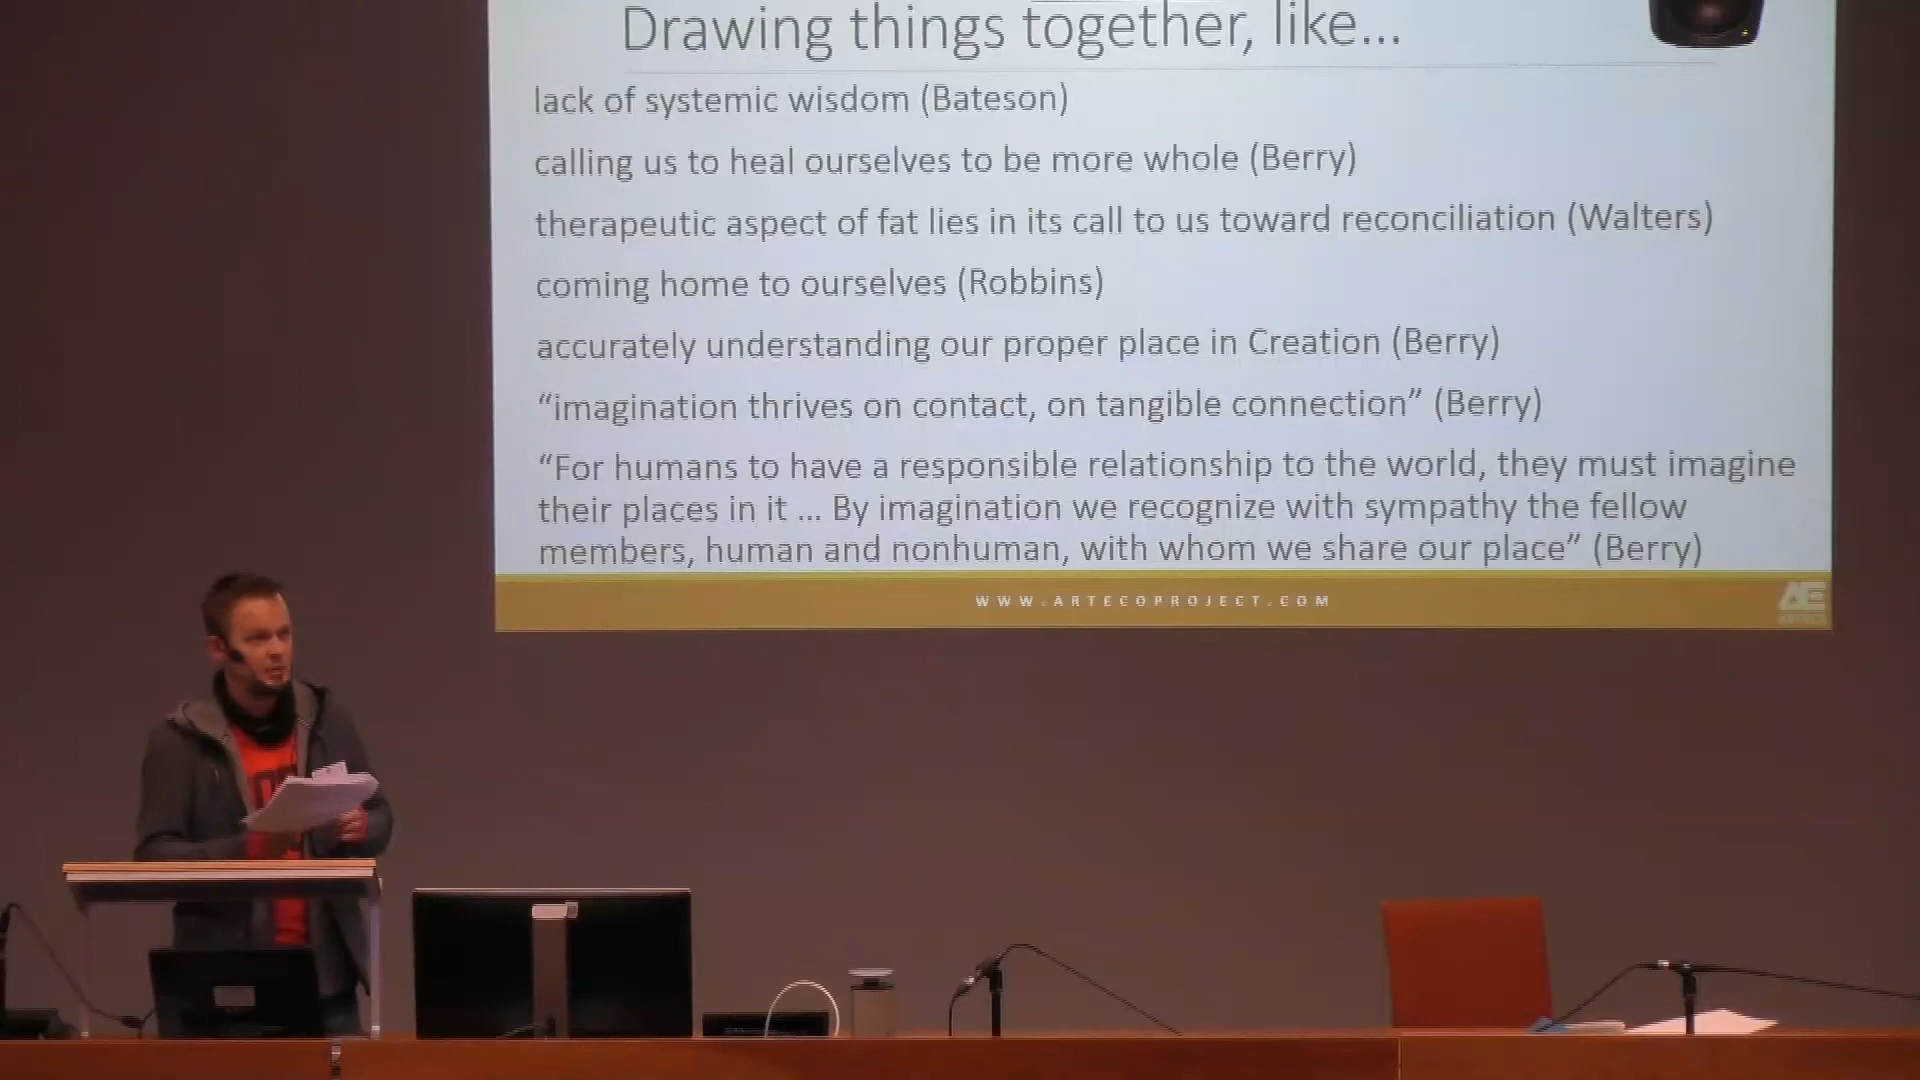 Drawing things together, like...
lack of systemic wisdom (Bateson)
calling us to heal ourselves to be more whole (Berry)
therapeutic aspect of fat lies in its call to us toward reconciliation (Walters)
coming home to ourselves (Robbins)
accurately understanding our proper place in Creation (Berry)
“imagination thrives on contact, on tangible connection” (Berry)
“For humans to have a responsible relationship to the world, they must imagine
their places in it ... By imagination we recognize with sympathy the fellow
members, human and nonhuman, with whom we share our place” (Berry)
WWW.ARTECOPROJECT.COM
AE